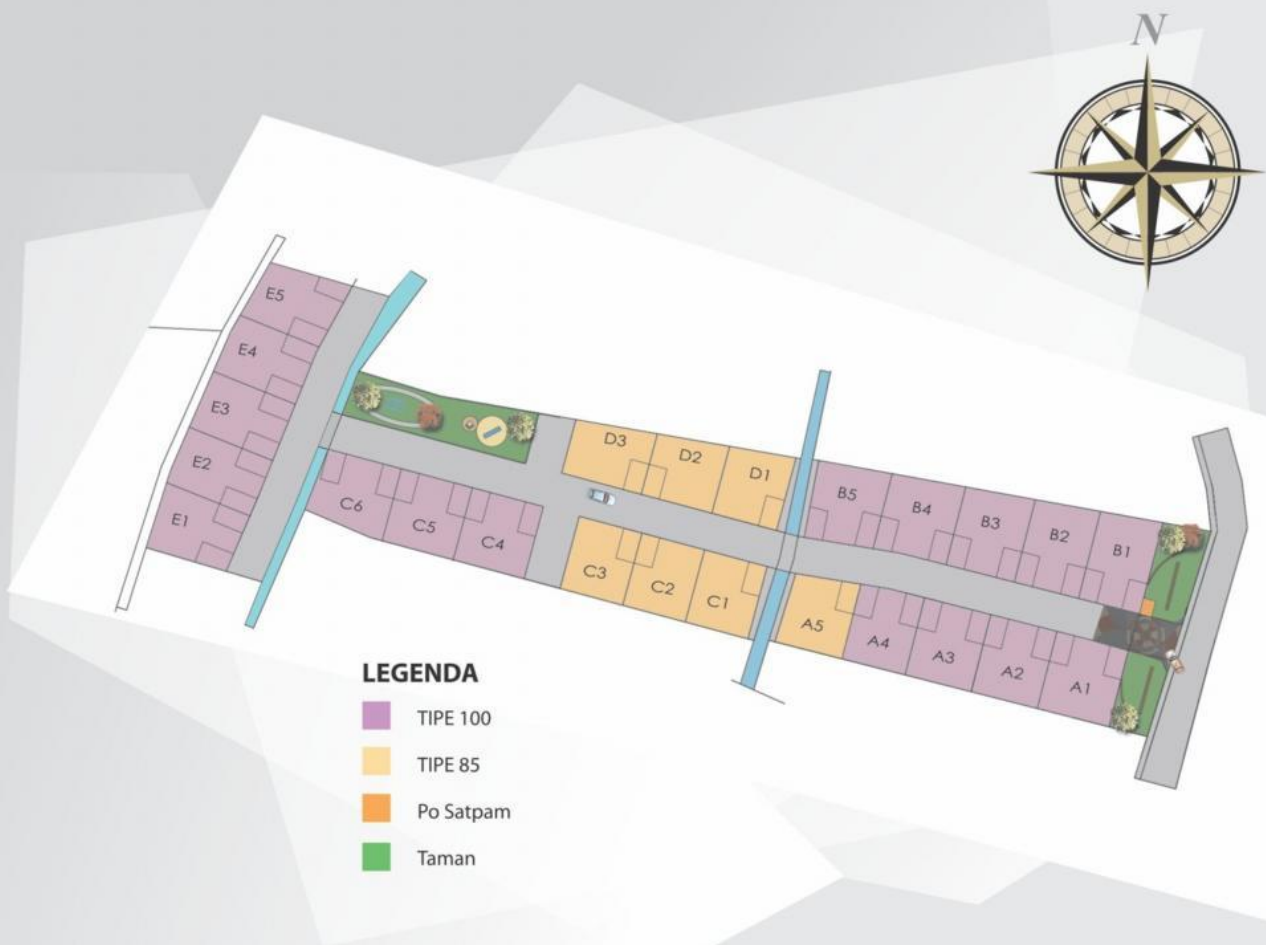 N
E5
E4
E3
E2
E1
C6
C5
C4
D3
D2
D1
C3
C2
C1
B5
B4
B3
B2
B1
A5
A4
A3
A2
A1
LEGENDA
TIPE 100
TIPE 85
Po Satpam
Taman